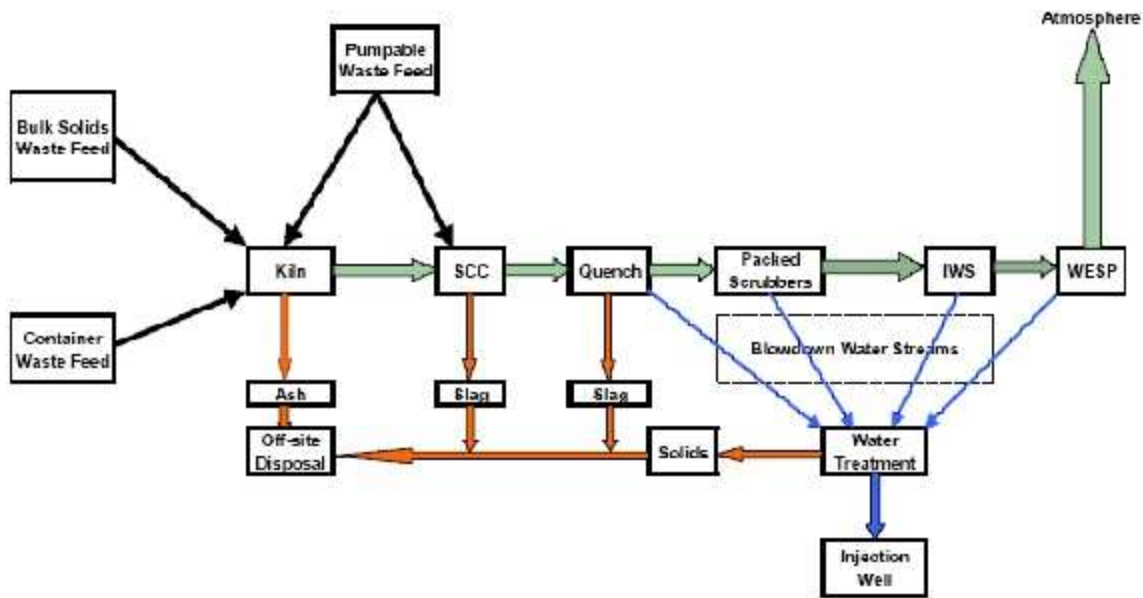 Atmosphere
Pumpable
Waste Feed
Bulk Solids
Waste Feed
Kiln
SCC
Quench
Packed
Scrubbers
IWS
WESP
Container
Waste Feed
Blowdown Water Streams
Ash
Slag
Slag
Off-site
Disposal
Solids
Water
Treatment
Injection
Well